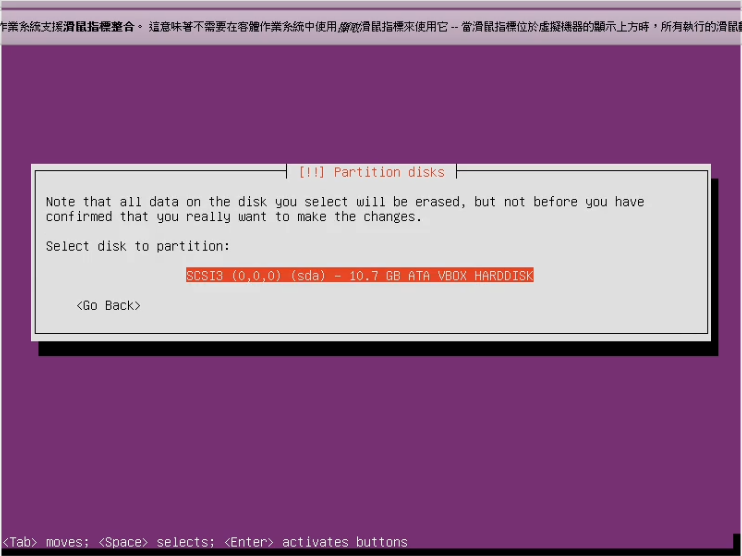 作業系統支援滑鼠指標整合。 這意味著不需要在客體作業系統中使用擷取滑鼠指標來使用它 -- 當滑鼠指標位於虛擬機器的顯示上方時，所有執行的滑鼠
[!!] Partition disks
Note that all data on the disk you select will be erased, but not before you have
confirmed that you really want to make the changes.
Select disk to partition:
SCSI3 (0,0,0) (sda) - 10.7 GB ATA VBOX HARDDISK
<Go Back>
<Tab> moves; <Space> selects; <Enter> activates buttons